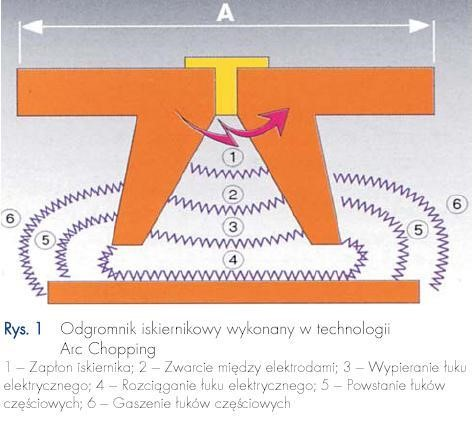 A
1
2
3
4
6
5
5
6
Rys. 1 Odgromnik iskiernikowy wykonany w technologii
Arc Chopping
1 – Zapłon iskiernika; 2 – Zwarcie między elektrodami; 3 – Wypieranie łuku
elektrycznego; 4 – Rozciąganie łuku elektrycznego; 5 – Powstanie łuków
częściowych; 6 – Gaszenie łuków częściowych